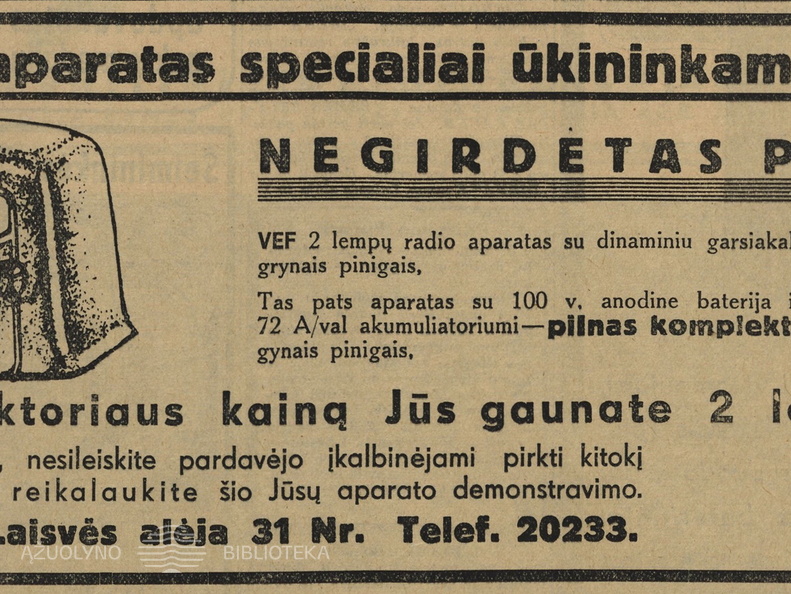 aparatas specialiai ūkininkam
NEGIRDĖTAS P
VEF 2 lempų radio aparatas su dinaminiu garsiakal
grynais pinigais,
Tas pats aparatas su 100 v. anodine baterija i
72 A/val akumuliatoriumi—pilnas komplekt
gynais pinigais,
ktoriaus kainą Jūs gaunate 2 l
, nesileiskite pardavėjo įkalbinėjami pirkti kitokį
reikalaukite šio Jūsų aparato demonstravimo.
Laisvės alėja 31 Nr. Telef. 20233.
AZUOLYNO BIBLIOTEKA